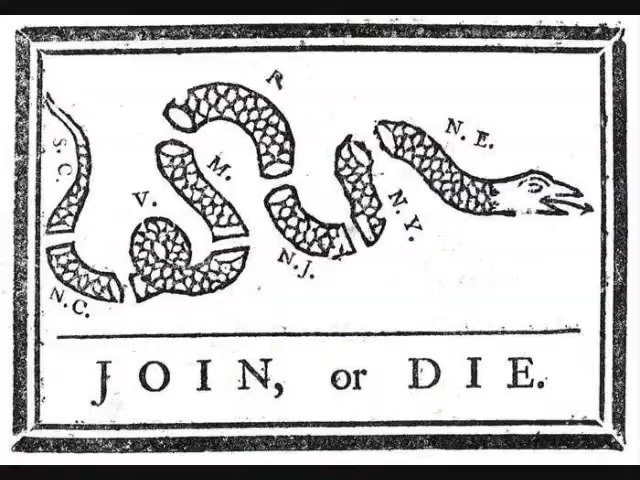 R
S. C.
N. E.
M.
V.
N. Y.
N. J.
N. C.
JOIN, or DIE.